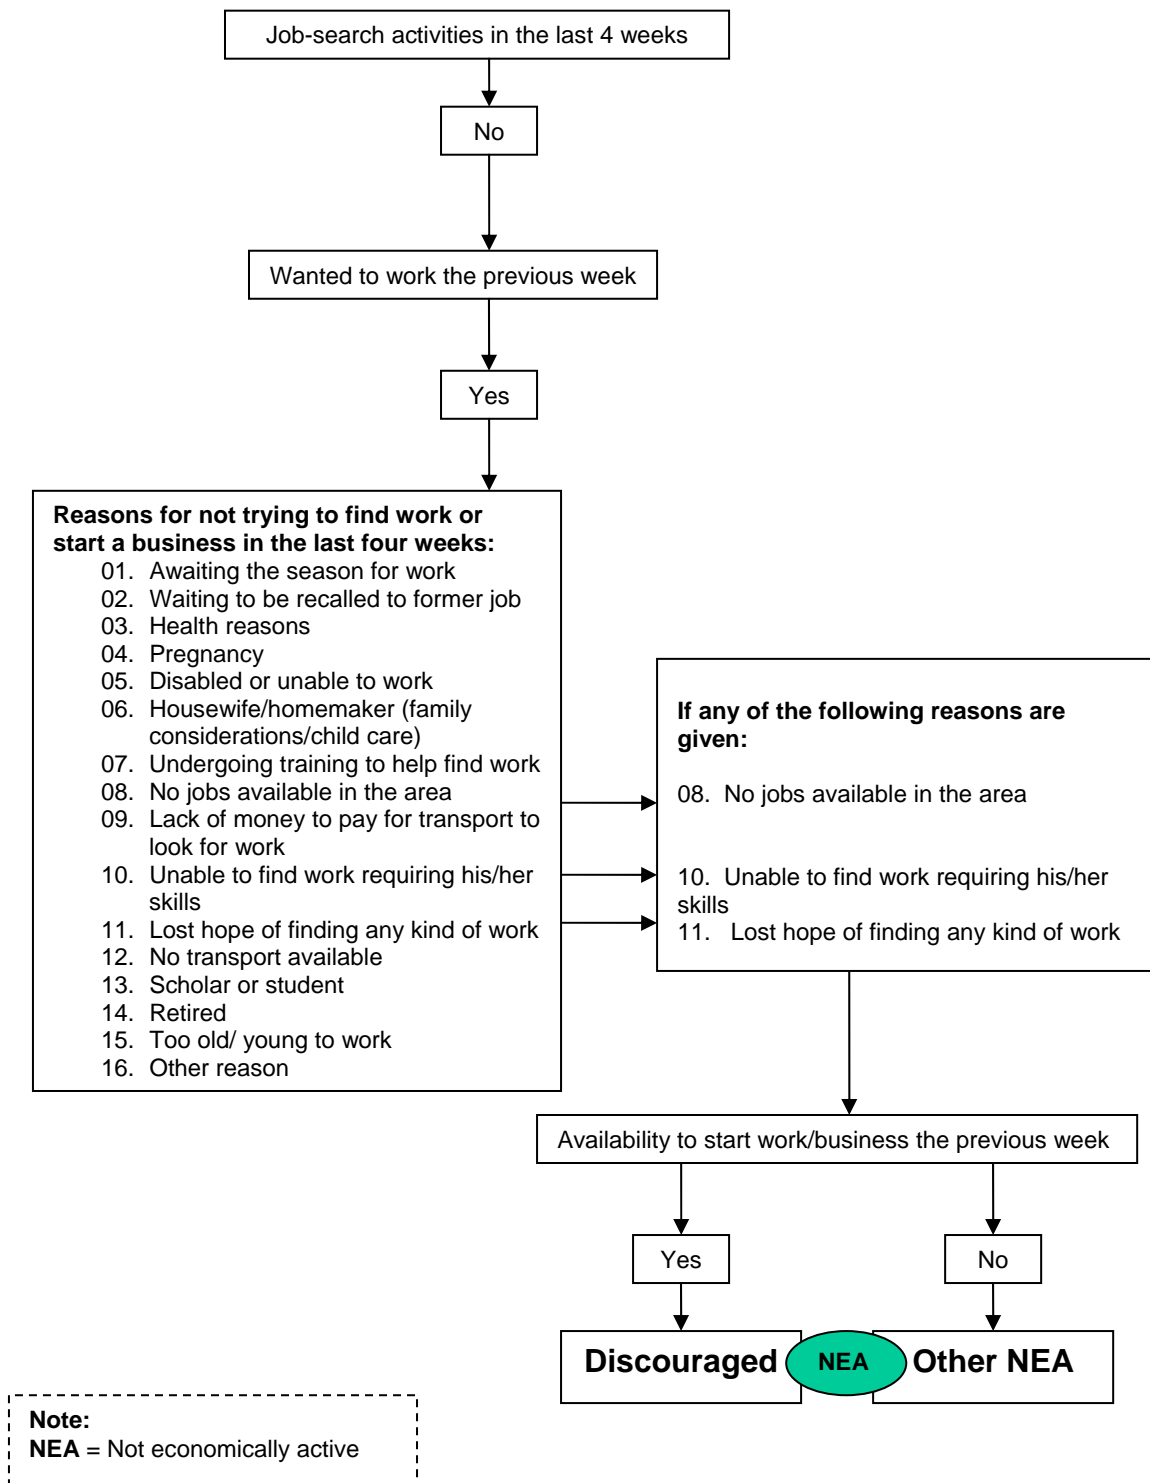 Job-search activities in the last 4 weeks
No
Wanted to work the previous week
Yes
Reasons for not trying to find work or
start a business in the last four weeks:
01. Awaiting the season for work
02. Waiting to be recalled to former job
03. Health reasons
04. Pregnancy
05. Disabled or unable to work
06. Housewife/homemaker (family
considerations/child care)
07. Undergoing training to help find work
08. No jobs available in the area
09. Lack of money to pay for transport to
look for work
10. Unable to find work requiring his/her
skills
11. Lost hope of finding any kind of work
12. No transport available
13. Scholar or student
14. Retired
15. Too old/ young to work
16. Other reason
If any of the following reasons are
given:
08. No jobs available in the area
10. Unable to find work requiring his/her
skills
11. Lost hope of finding any kind of work
Availability to start work/business the previous week
Yes
No
Discouraged
NEA
Other NEA
Note:
NEA = Not economically active